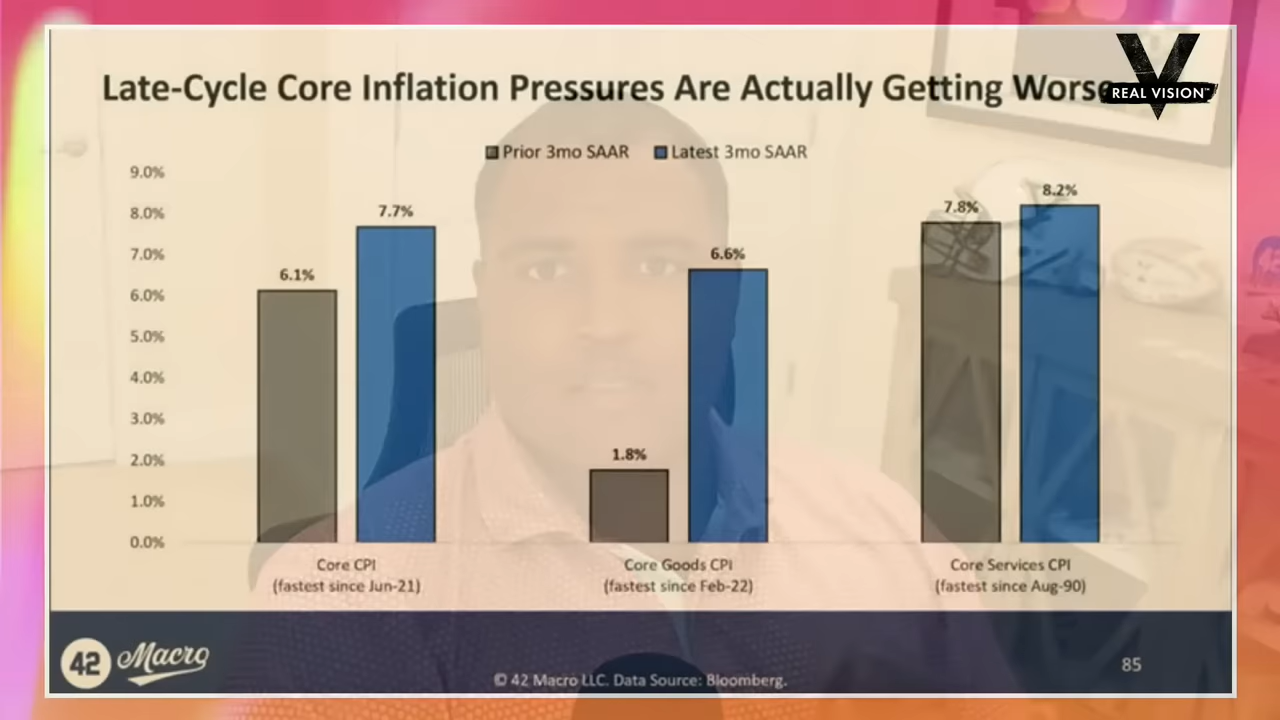 Late-Cycle Core Inflation Pressures Are Actually Getting Worse
V
REAL VISION™
Prior 3mo SAAR Latest 3mo SAAR
9.0%
8.0%
7.0%
6.0%
5.0%
4.0%
3.0%
2.0%
1.0%
0.0%
6.1%
7.7%
1.8%
6.6%
7.8%
8.2%
Core CPI
(fastest since Jun-21)
Core Goods CPI
(fastest since Feb-22)
Core Services CPI
(fastest since Aug-90)
42 Macro
© 42 Macro LLC. Data Source: Bloomberg.
85